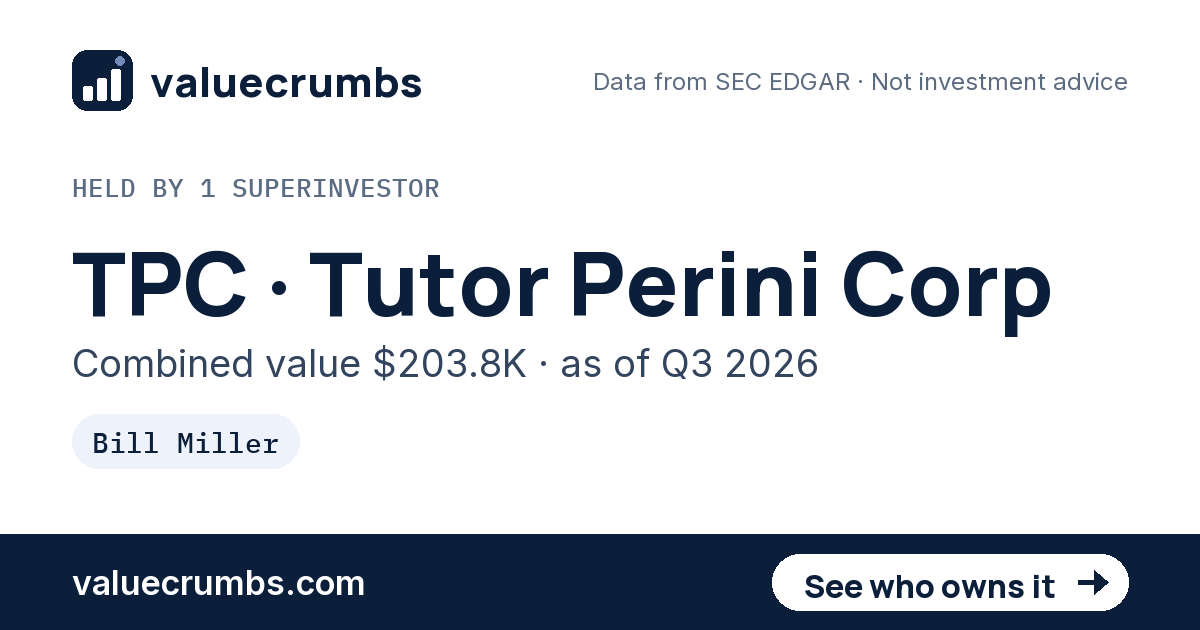 valuecrumbs
Data from SEC EDGAR · Not investment advice
HELD BY 1 SUPERINVESTOR
TPC · Tutor Perini Corp
Combined value $203.8K · as of Q3 2026
Bill Miller
valuecrumbs.com
See who owns it →